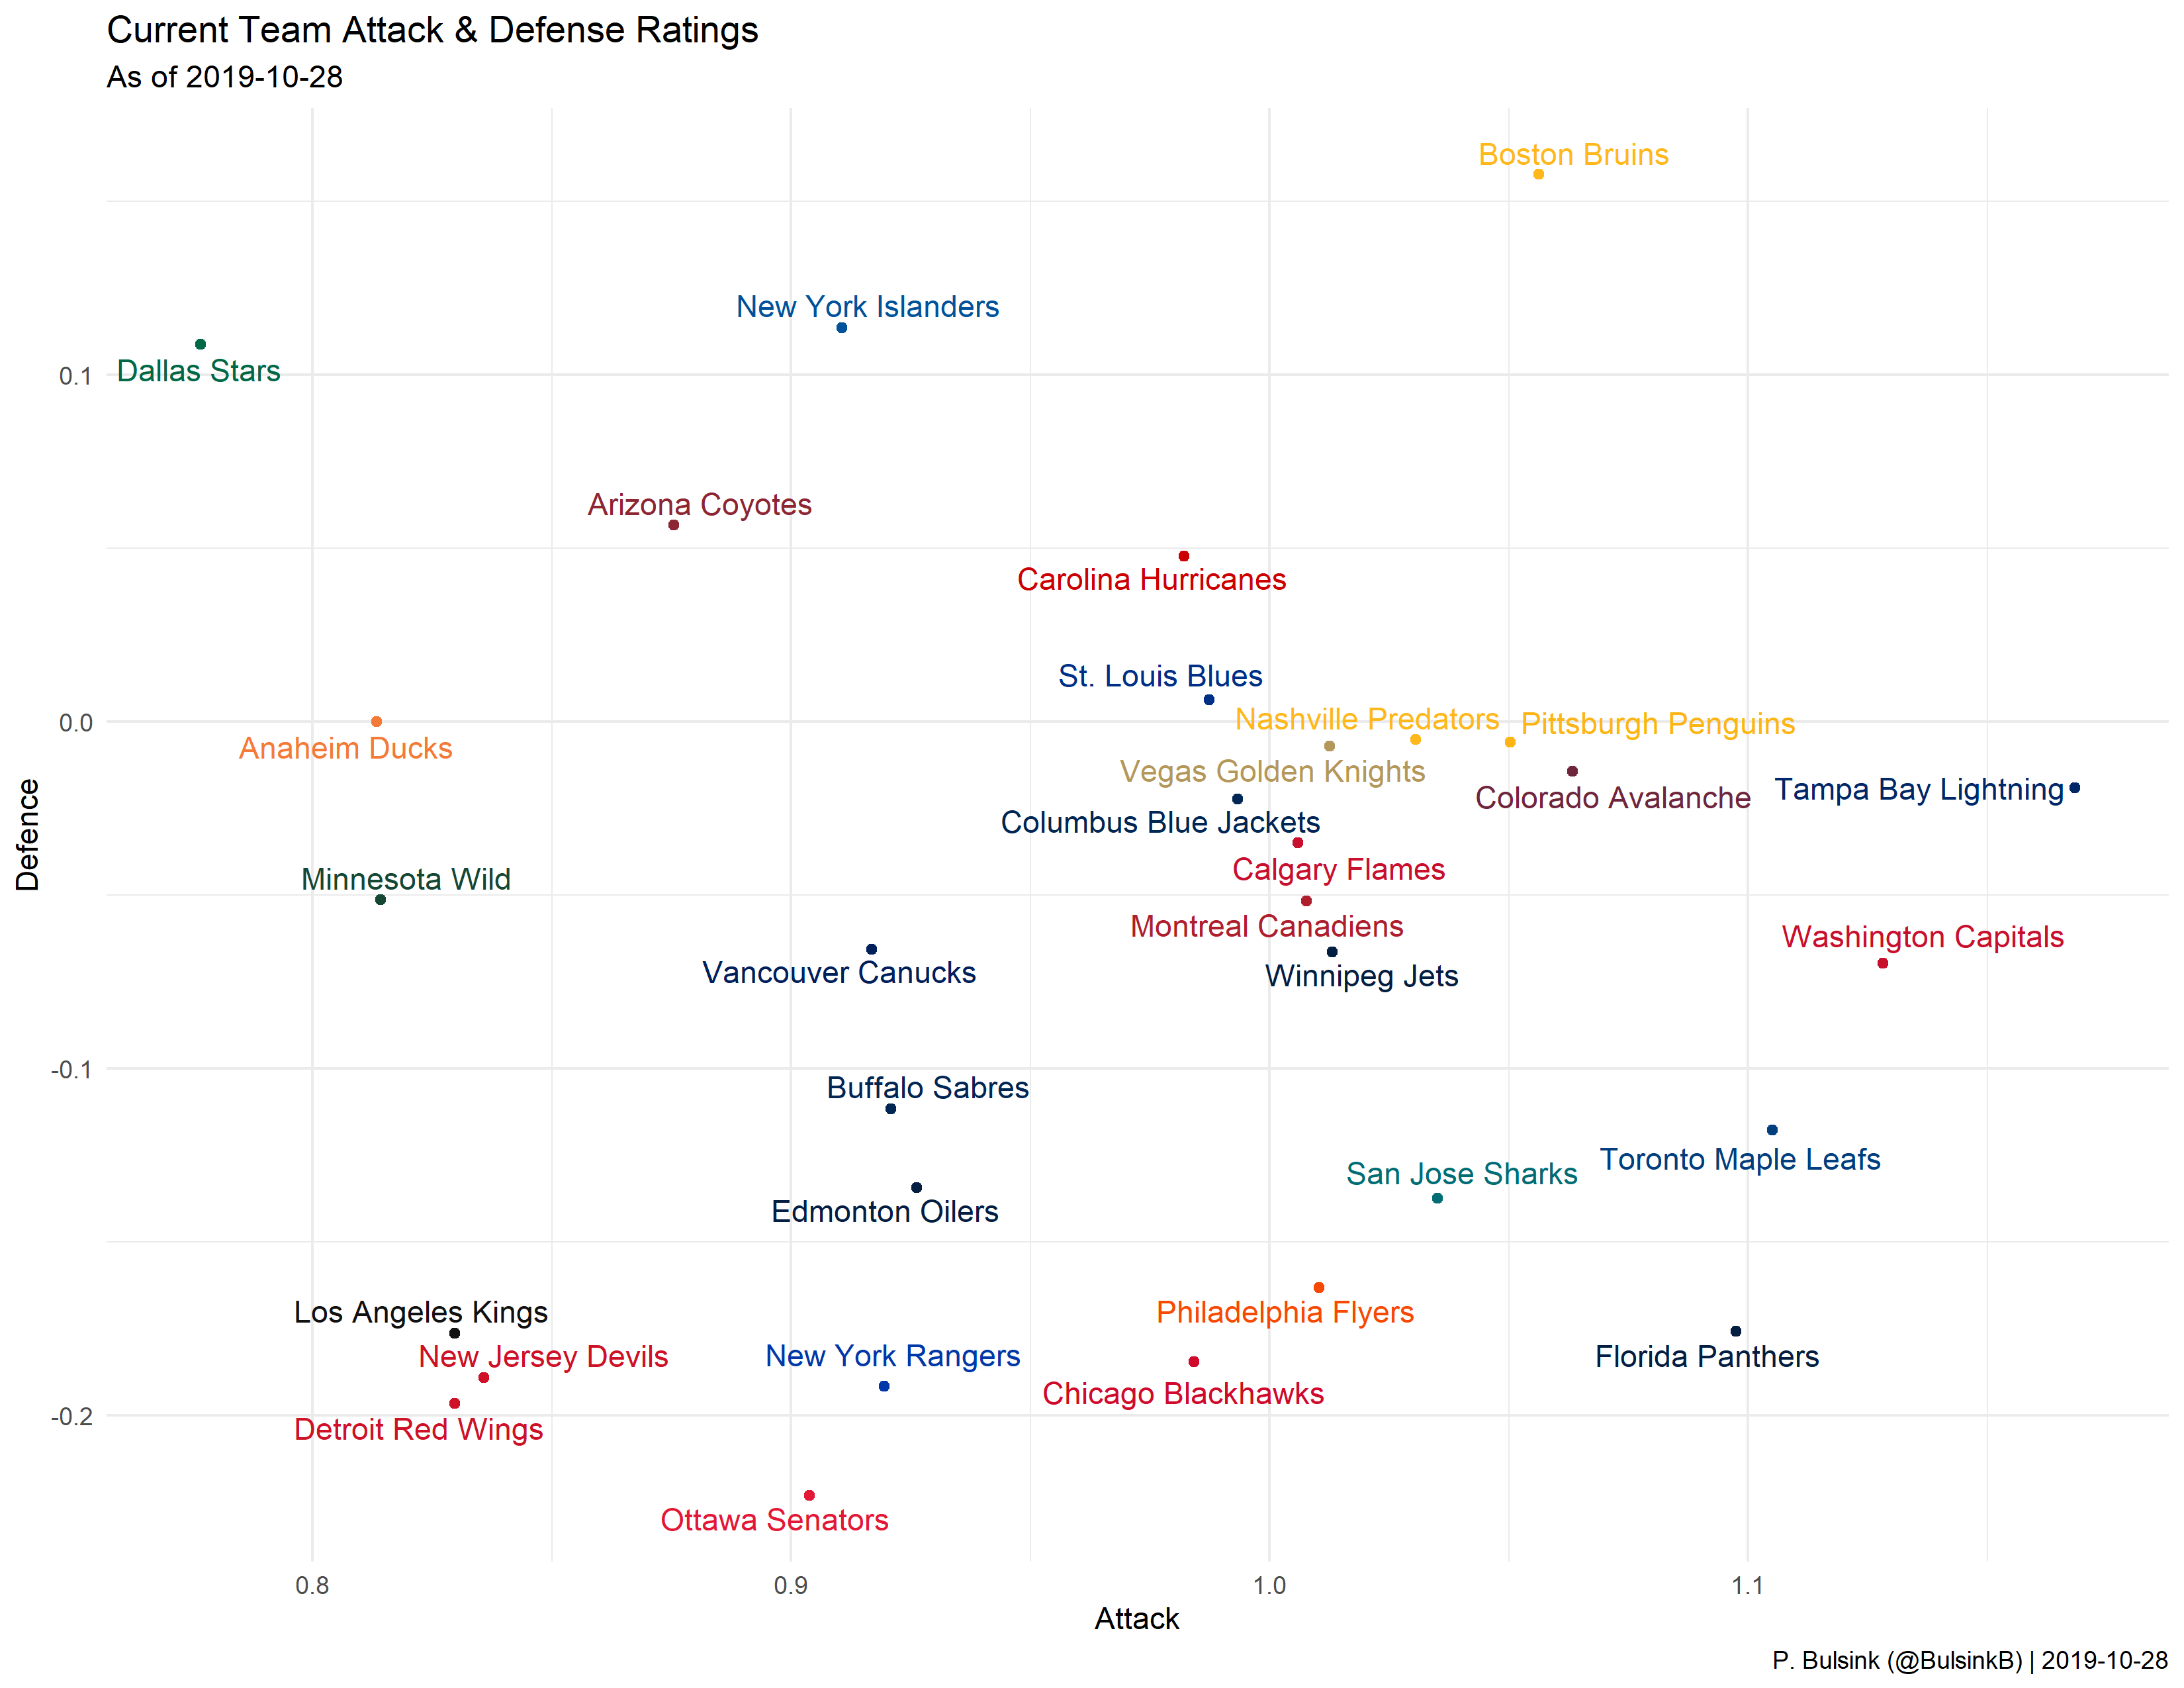 Current Team Attack & Defense Ratings
As of 2019-10-28
Boston Bruins
New York Islanders
Dallas Stars
0.1
Arizona Coyotes
Carolina Hurricanes
St. Louis Blues
Nashville Predators
Pittsburgh Penguins
0.0
Anaheim Ducks
Vegas Golden Knights
Colorado Avalanche
Tampa Bay Lightning
Columbus Blue Jackets
Defence
Calgary Flames
Minnesota Wild
Montreal Canadiens
Washington Capitals
Vancouver Canucks
Winnipeg Jets
-0.1
Buffalo Sabres
Toronto Maple Leafs
San Jose Sharks
Edmonton Oilers
Los Angeles Kings
Philadelphia Flyers
New Jersey Devils
New York Rangers
Florida Panthers
Chicago Blackhawks
-0.2
Detroit Red Wings
Ottawa Senators
0.8
0.9
1.0
1.1
Attack
P. Bulsink (@BulsinkB) | 2019-10-28